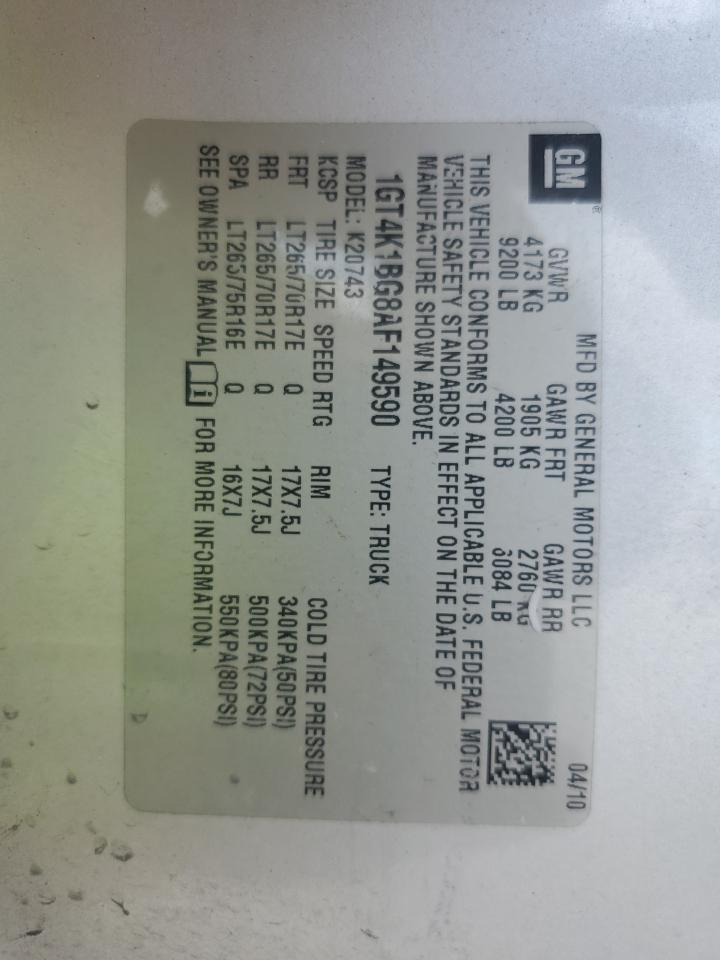 GM
MFD BY GENERAL MOTORS LLC 04/10
GVWR GAWR FRT GAWR RR
4173 KG 1905 KG 2760 KG
9200 LB 4200 LB 6084 LB
THIS VEHICLE CONFORMS TO ALL APPLICABLE U.S. FEDERAL MOTOR
VEHICLE SAFETY STANDARDS IN EFFECT ON THE DATE OF
MANUFACTURE SHOWN ABOVE.
1GT4K1BG8AF149590 TYPE: TRUCK
MODEL: K20743
KCSP TIRE SIZE SPEED RTG RIM COLD TIRE PRESSURE
FRT LT265/70R17E Q 17X7.5J 340KPA(50PSI)
RR LT265/70R17E Q 17X7.5J 500KPA(72PSI)
SPA LT265/75R16E Q 16X7J 550KPA(80PSI)
SEE OWNER'S MANUAL i FOR MORE INFORMATION.